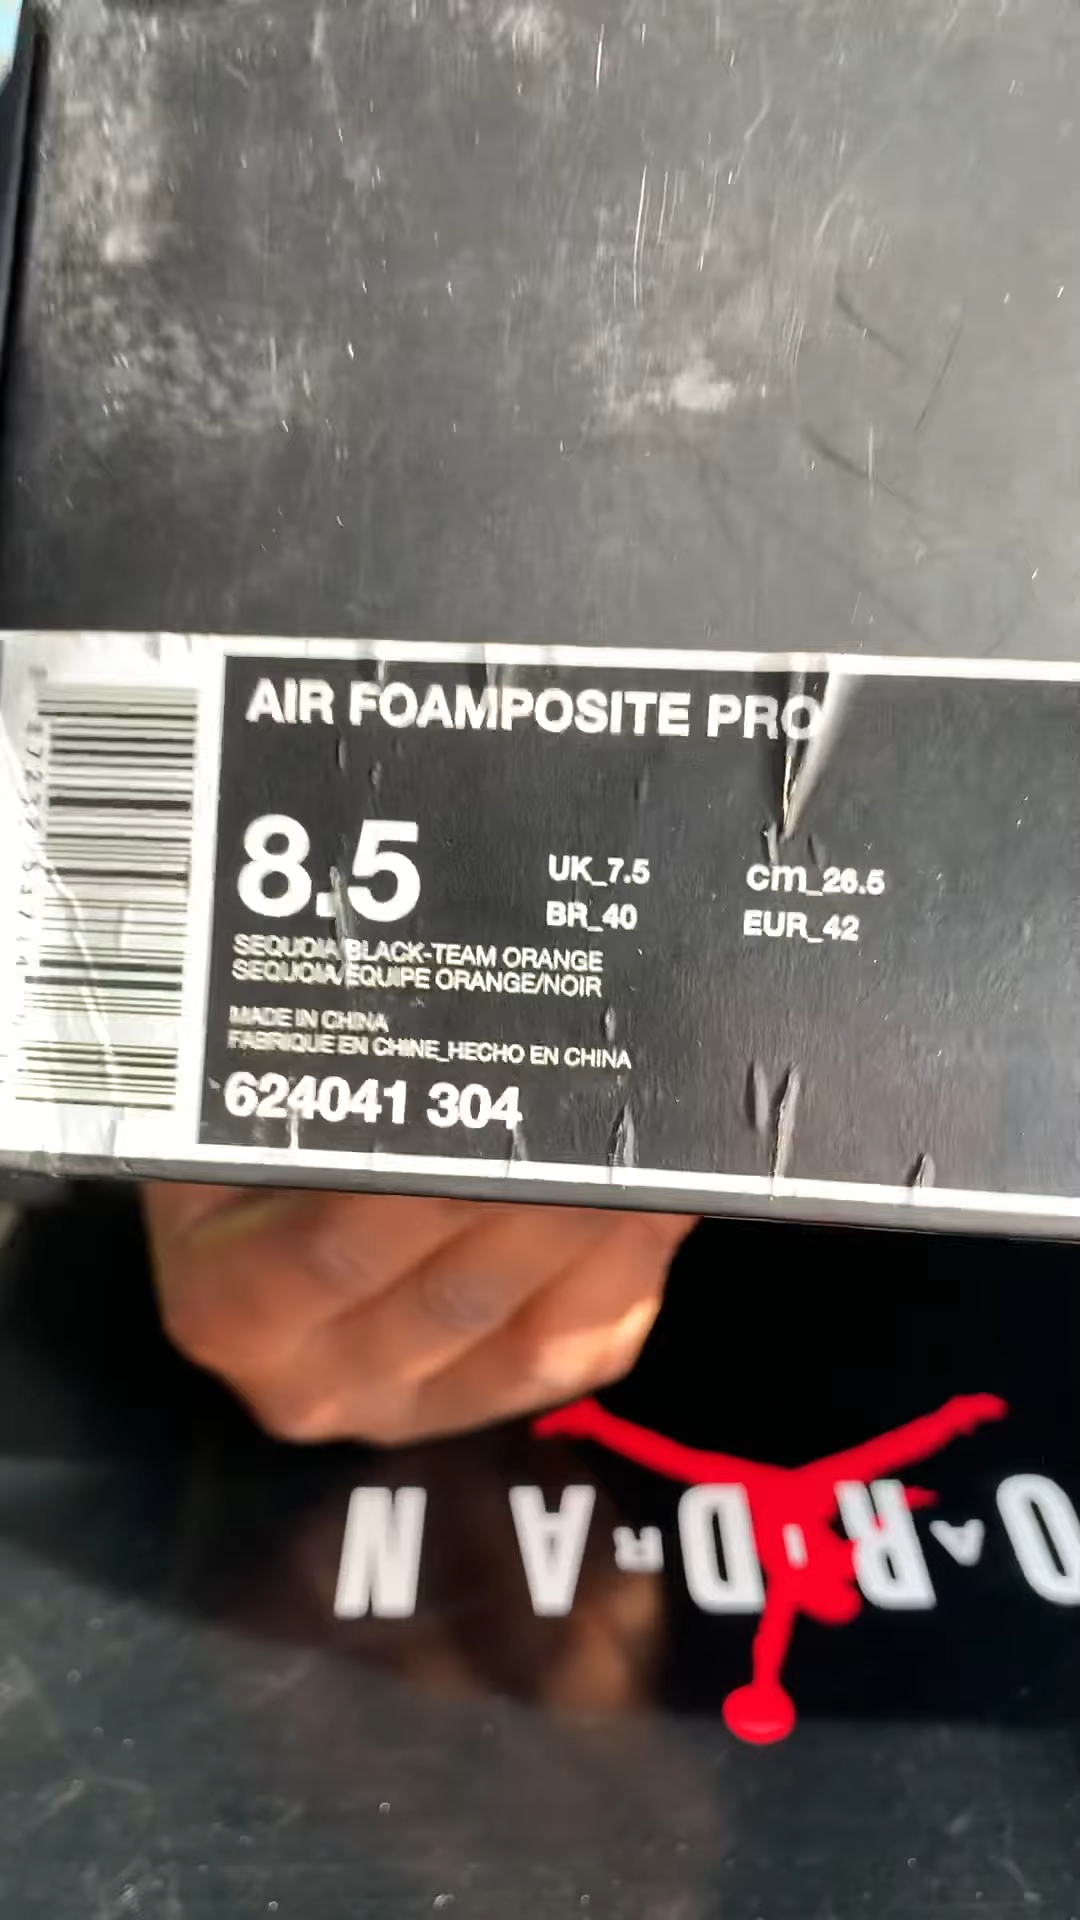 AIR FOAMPOSITE PRO
8.5
UK_7.5
cm_26.5
BR_40
EUR_42
SEQUOIA/BLACK-TEAM ORANGE
SEQUOIA/EQUIPE ORANGE/NOIR
MADE IN CHINA
FABRIQUE EN CHINE_HECHO EN CHINA
624041 304
ORDAN